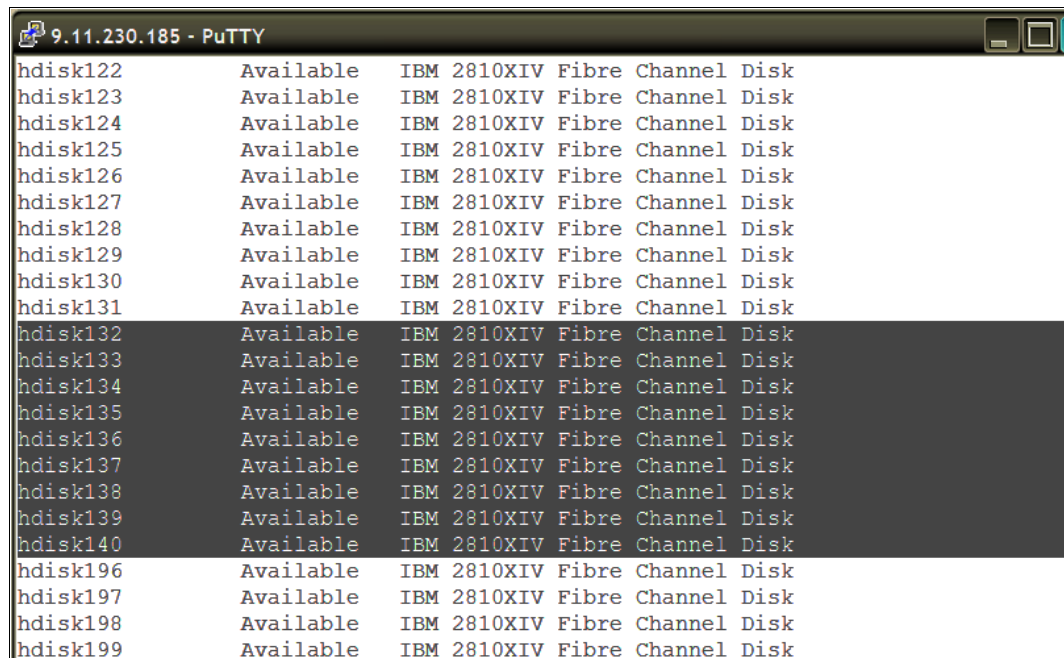 9.11.230.185 - PuTTY
hdisk122 Available IBM 2810XIV Fibre Channel Disk
hdisk123 Available IBM 2810XIV Fibre Channel Disk
hdisk124 Available IBM 2810XIV Fibre Channel Disk
hdisk125 Available IBM 2810XIV Fibre Channel Disk
hdisk126 Available IBM 2810XIV Fibre Channel Disk
hdisk127 Available IBM 2810XIV Fibre Channel Disk
hdisk128 Available IBM 2810XIV Fibre Channel Disk
hdisk129 Available IBM 2810XIV Fibre Channel Disk
hdisk130 Available IBM 2810XIV Fibre Channel Disk
hdisk131 Available IBM 2810XIV Fibre Channel Disk
hdisk132 Available IBM 2810XIV Fibre Channel Disk
hdisk133 Available IBM 2810XIV Fibre Channel Disk
hdisk134 Available IBM 2810XIV Fibre Channel Disk
hdisk135 Available IBM 2810XIV Fibre Channel Disk
hdisk136 Available IBM 2810XIV Fibre Channel Disk
hdisk137 Available IBM 2810XIV Fibre Channel Disk
hdisk138 Available IBM 2810XIV Fibre Channel Disk
hdisk139 Available IBM 2810XIV Fibre Channel Disk
hdisk140 Available IBM 2810XIV Fibre Channel Disk
hdisk196 Available IBM 2810XIV Fibre Channel Disk
hdisk197 Available IBM 2810XIV Fibre Channel Disk
hdisk198 Available IBM 2810XIV Fibre Channel Disk
hdisk199 Available IBM 2810XIV Fibre Channel Disk